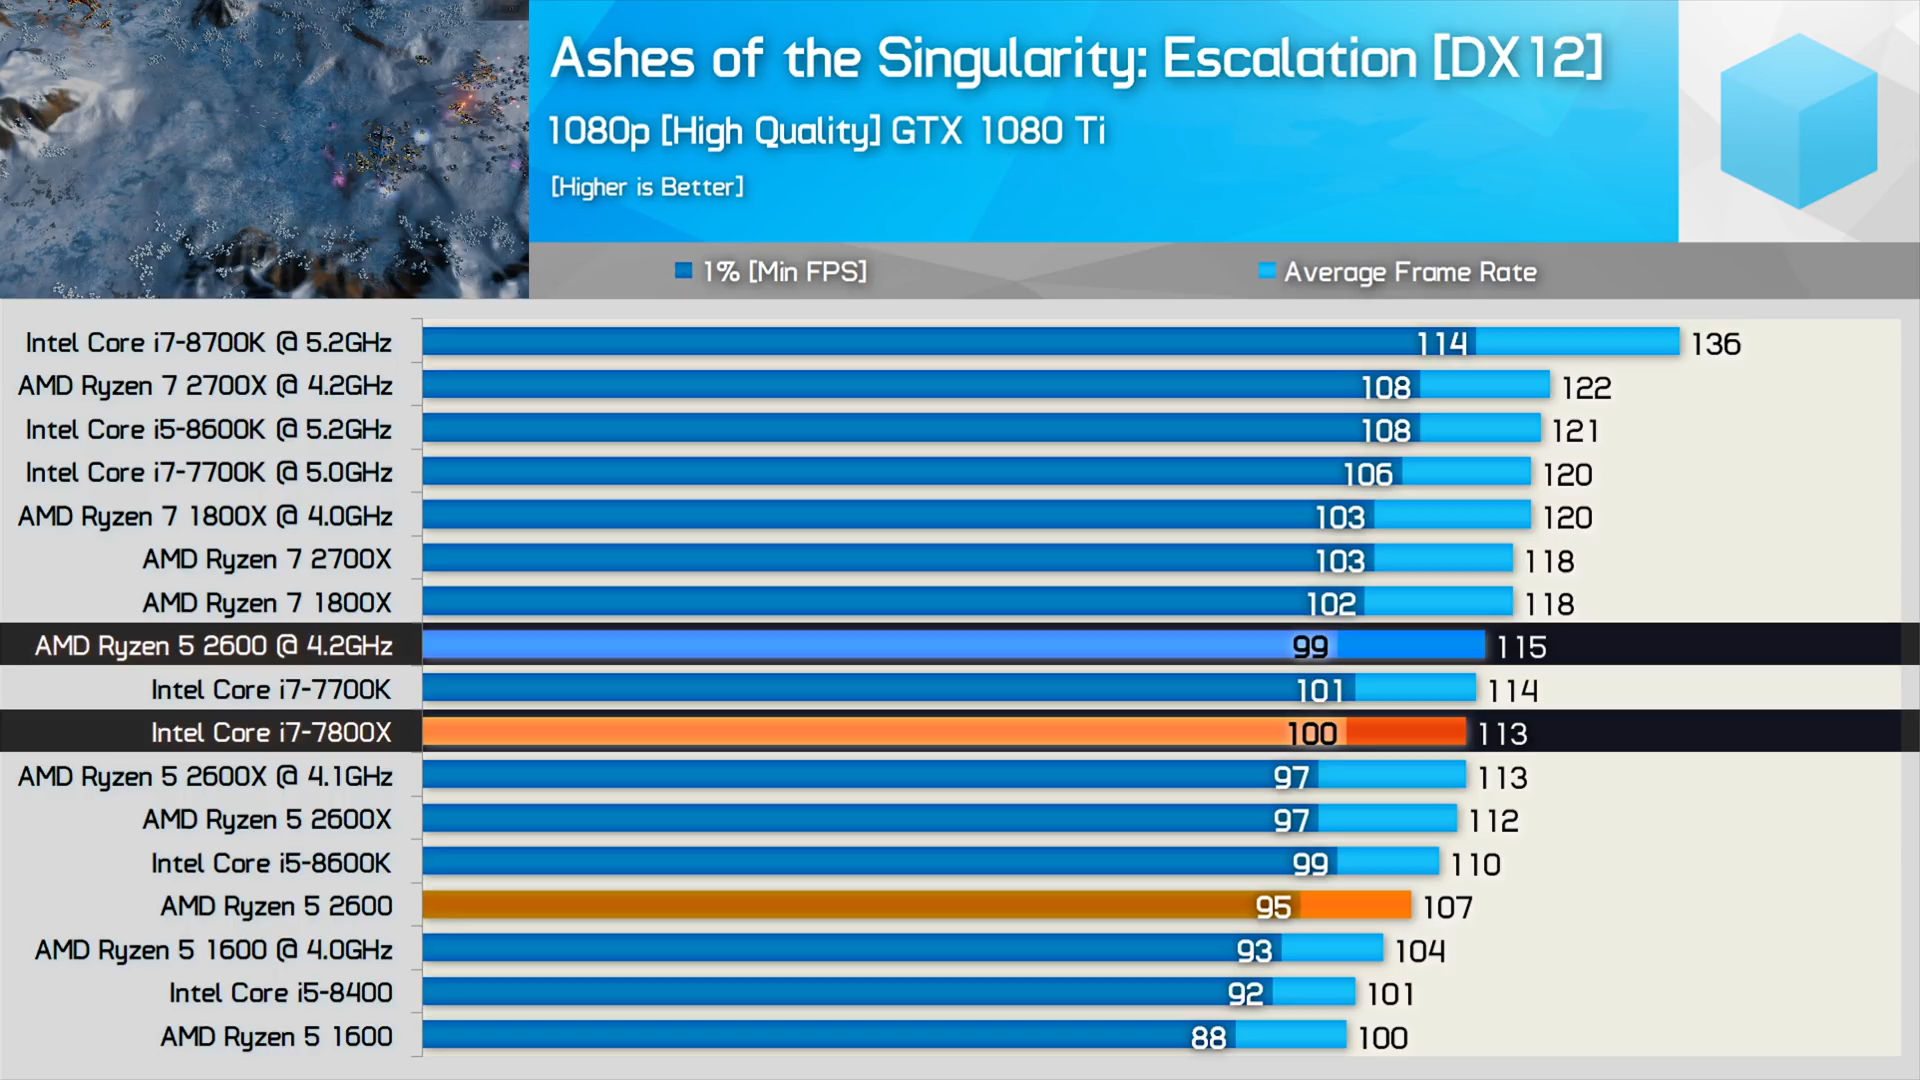 Ashes of the Singularity: Escalation [DX12]
1080p [High Quality] GTX 1080 Ti
[Higher is Better]
1% [Min FPS] Average Frame Rate
Intel Core i7-8700K @ 5.2GHz 114 136
AMD Ryzen 7 2700X @ 4.2GHz 108 122
Intel Core i5-8600K @ 5.2GHz 108 121
Intel Core i7-7700K @ 5.0GHz 106 120
AMD Ryzen 7 1800X @ 4.0GHz 103 120
AMD Ryzen 7 2700X 103 118
AMD Ryzen 7 1800X 102 118
AMD Ryzen 5 2600 @ 4.2GHz 99 115
Intel Core i7-7700K 101 114
Intel Core i7-7800X 100 113
AMD Ryzen 5 2600X @ 4.1GHz 97 113
AMD Ryzen 5 2600X 97 112
Intel Core i5-8600K 99 110
AMD Ryzen 5 2600 95 107
AMD Ryzen 5 1600 @ 4.0GHz 93 104
Intel Core i5-8400 92 101
AMD Ryzen 5 1600 88 100